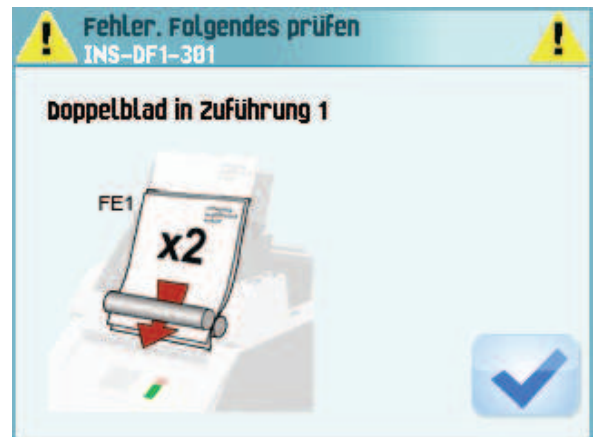 Fehler. Folgendes prüfen
INS-DF1-301
Doppelblad in Zuführung 1
FE1
x2